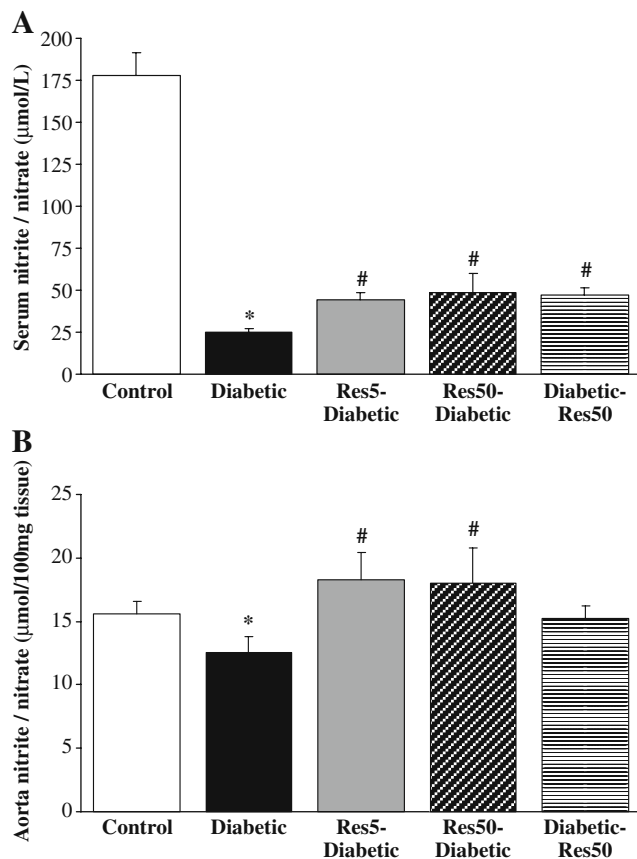 A
Serum nitrite / nitrate (μmol/L)
200
175
150
125
100
75
50
25
0
*
#
#
#
Control
Diabetic
Res5-
Diabetic
Res50-
Diabetic
Diabetic-
Res50
B
Aorta nitrite / nitrate (μmol/100mg tissue)
25
20
15
10
5
0
*
#
#
Control
Diabetic
Res5-
Diabetic
Res50-
Diabetic
Diabetic-
Res50